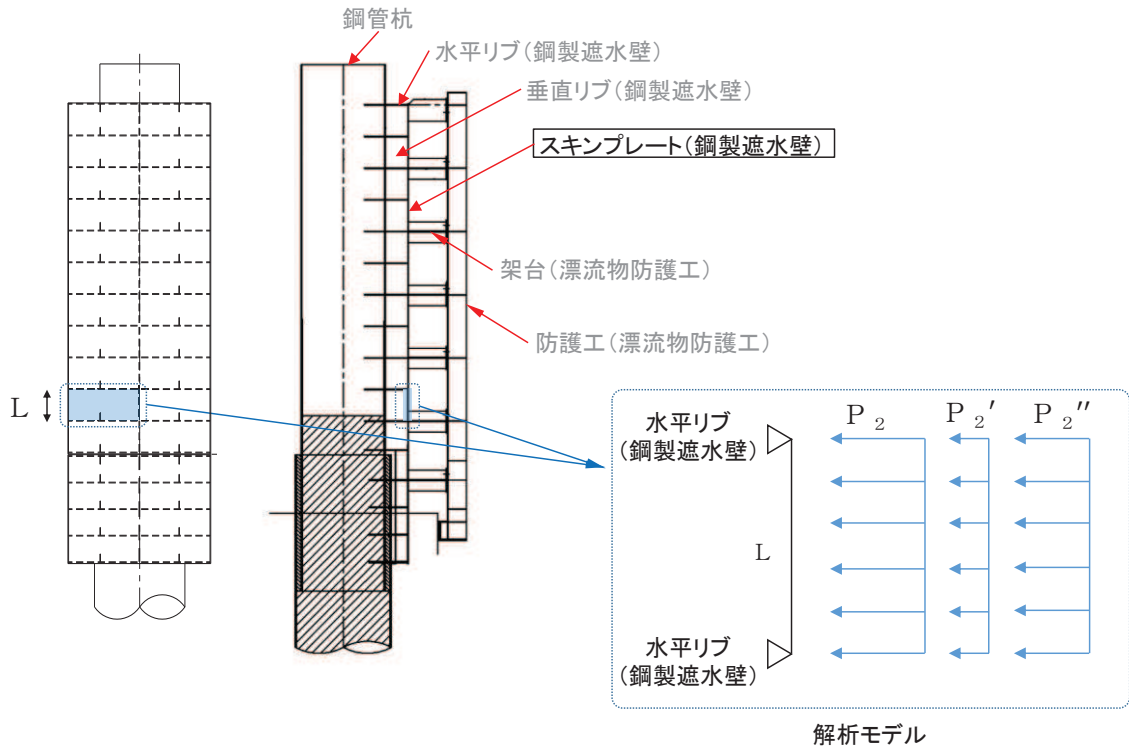 鋼管杭
水平リブ(鋼製遮水壁)
垂直リブ(鋼製遮水壁)
スキンプレート(鋼製遮水壁)
架台(漂流物防護工)
防護工(漂流物防護工)
L
水平リブ
(鋼製遮水壁)
P₂ P₂′ P₂″
L
水平リブ
(鋼製遮水壁)
解析モデル